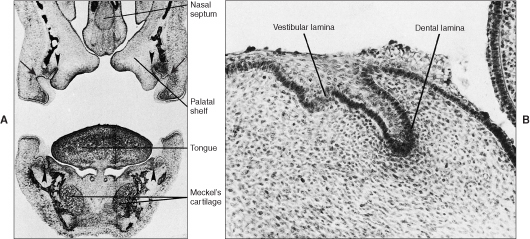 Nasal
septum
Palatal
shelf
A
Tongue
Meckel's
cartilage
Vestibular lamina
Dental lamina
B